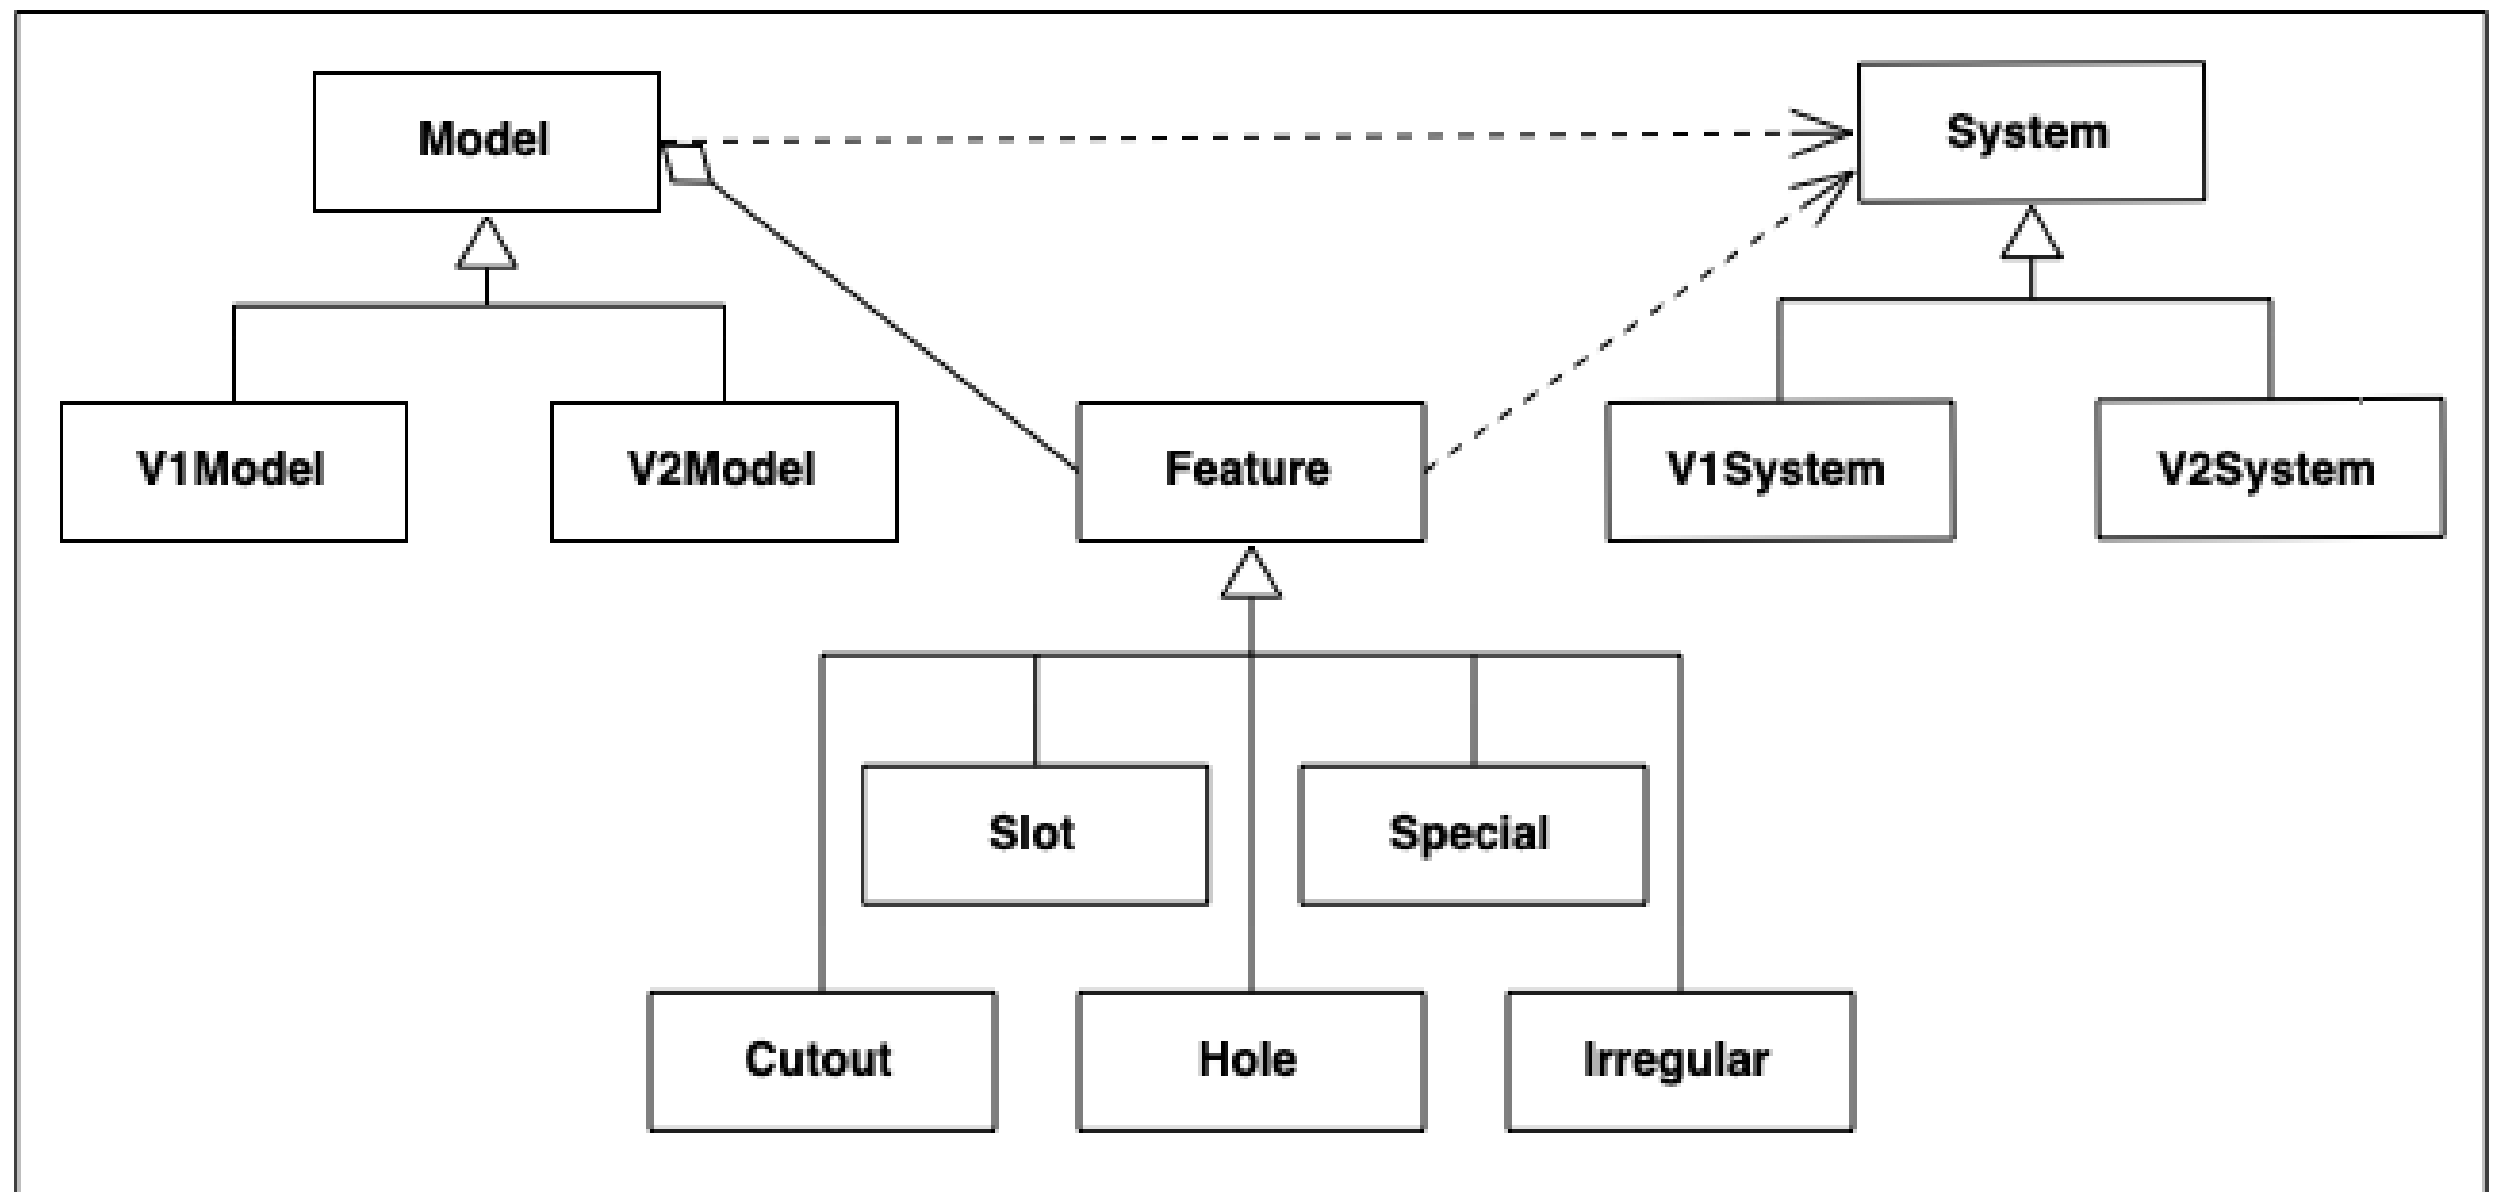 Model
System
V1Model
V2Model
Feature
V1System
V2System
Slot
Special
Cutout
Hole
Irregular